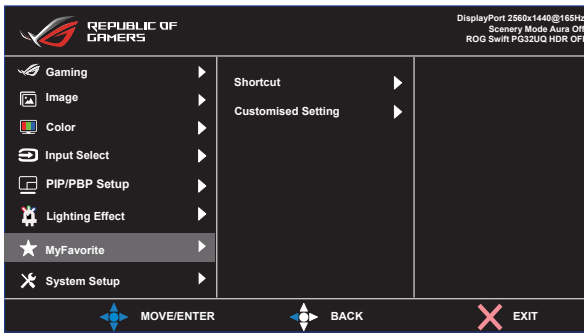 REPUBLIC OF
GAMERS
DisplayPort 2560x1440@165Hz
Scenery Mode Aura Off
ROG Swift PG32UQ HDR OFF
Gaming
Image
Color
Input Select
PIP/PBP Setup
Lighting Effect
MyFavorite
System Setup
Shortcut
Customised Setting
MOVE/ENTER
BACK
EXIT